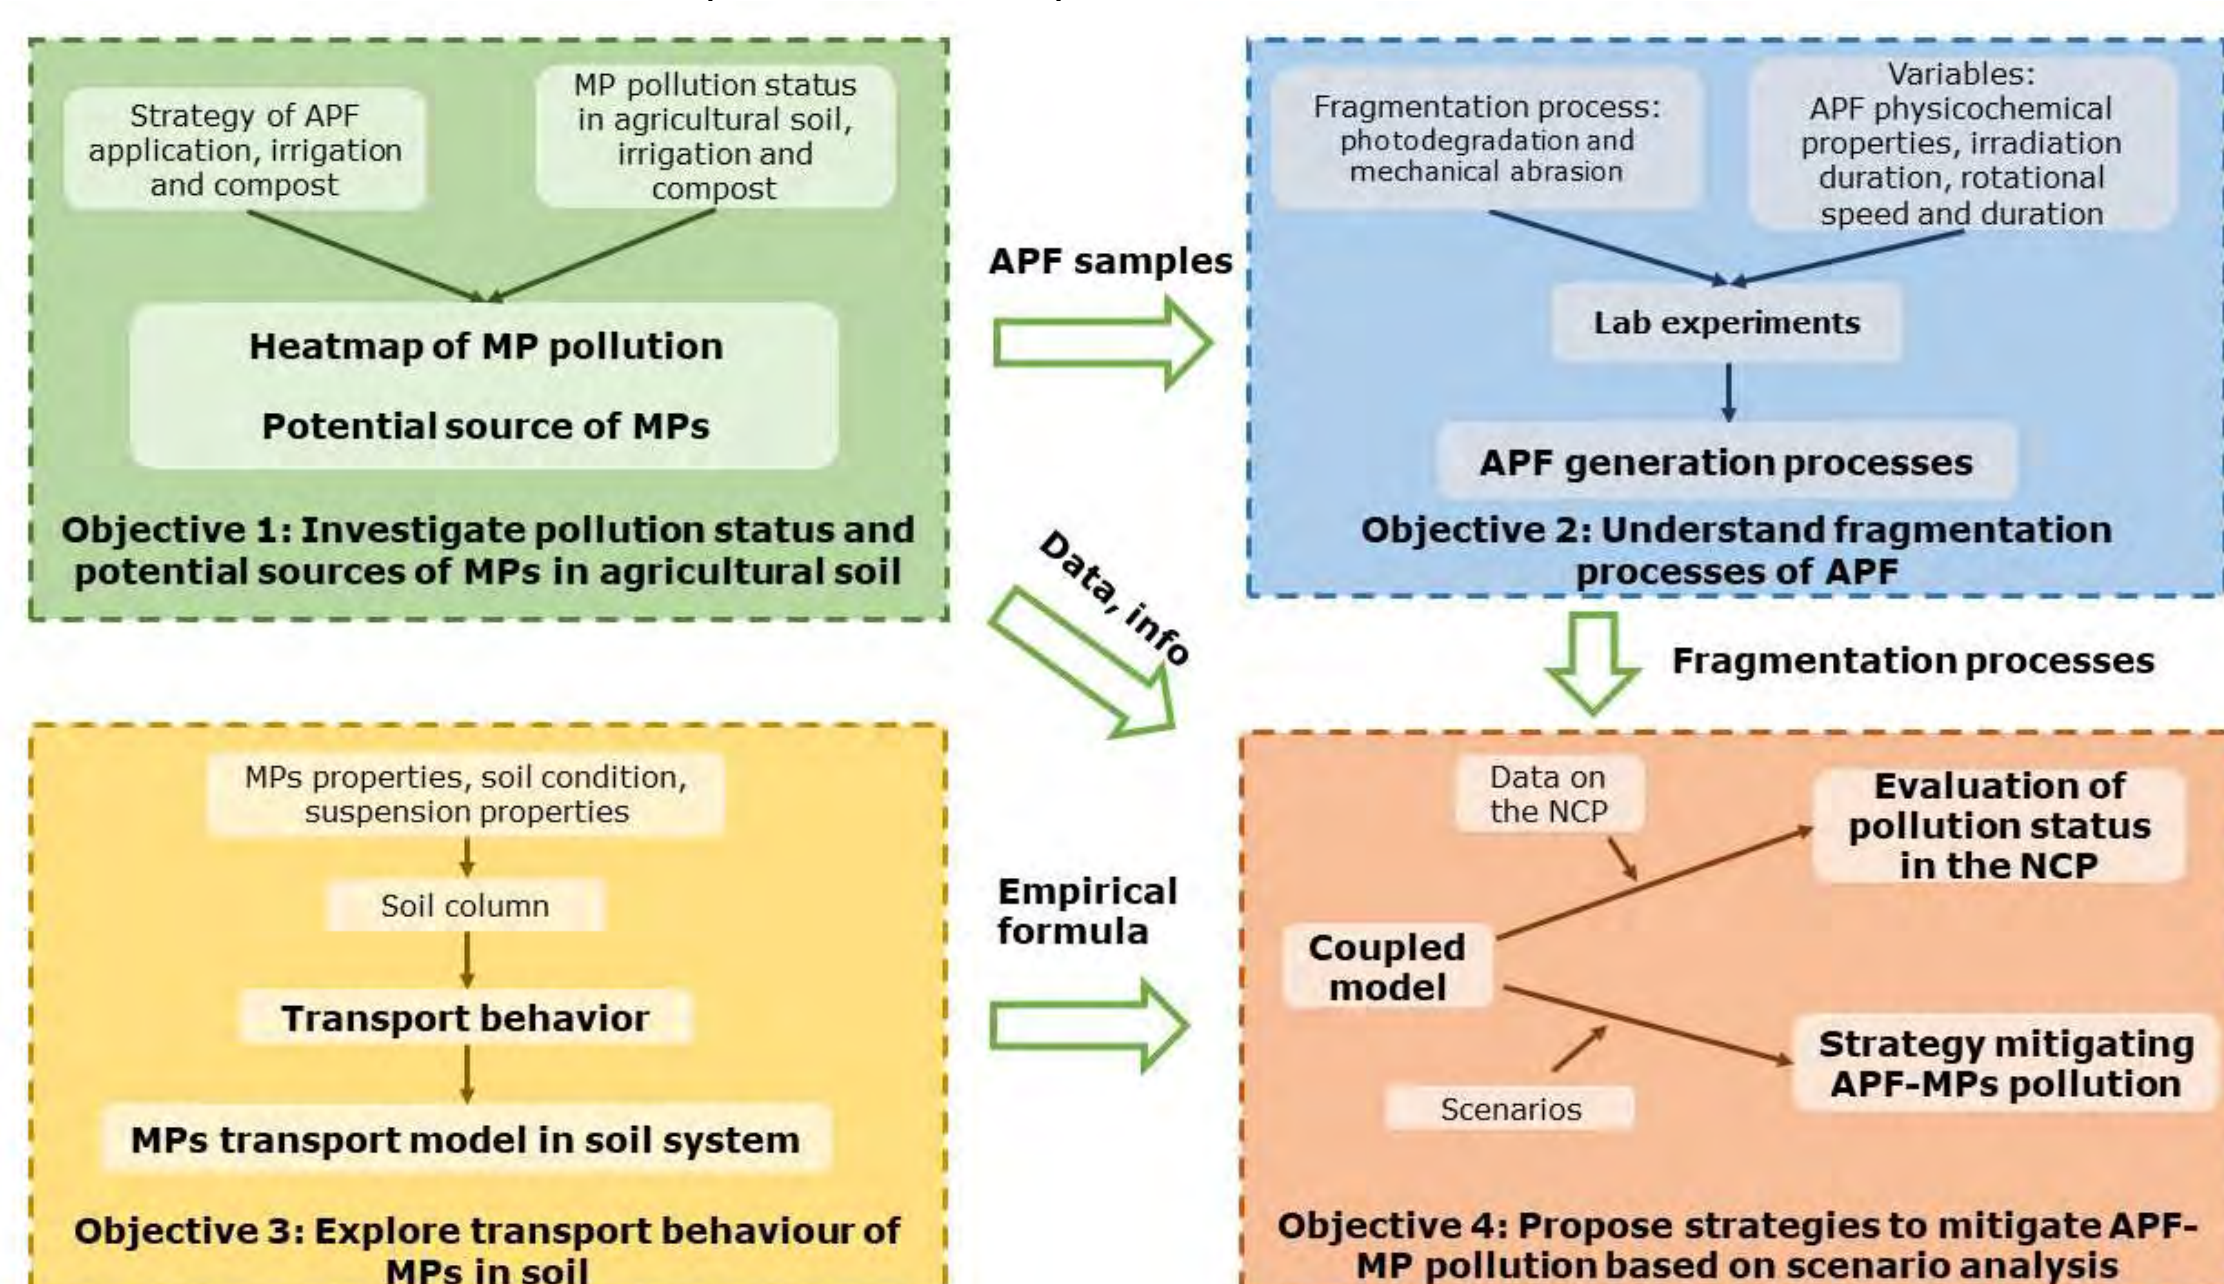 Strategy of APF
application, irrigation
and compost
MP pollution status
in agricultural soil,
irrigation and
compost
Heatmap of MP pollution
Potential source of MPs
Objective 1: Investigate pollution status and
potential sources of MPs in agricultural soil
APF samples
Data, info
Fragmentation process:
photodegradation and
mechanical abrasion
Variables:
APF physicochemical
properties, irradiation
duration, rotational
speed and duration
Lab experiments
APF generation processes
Objective 2: Understand fragmentation
processes of APF
Fragmentation processes
MPs properties, soil condition,
suspension properties
Soil column
Transport behavior
MPs transport model in soil system
Objective 3: Explore transport behaviour of
MPs in soil
Empirical
formula
Data on
the NCP
Evaluation of
pollution status
in the NCP
Coupled
model
Strategy mitigating
APF-MPs pollution
Scenarios
Objective 4: Propose strategies to mitigate APF-
MP pollution based on scenario analysis